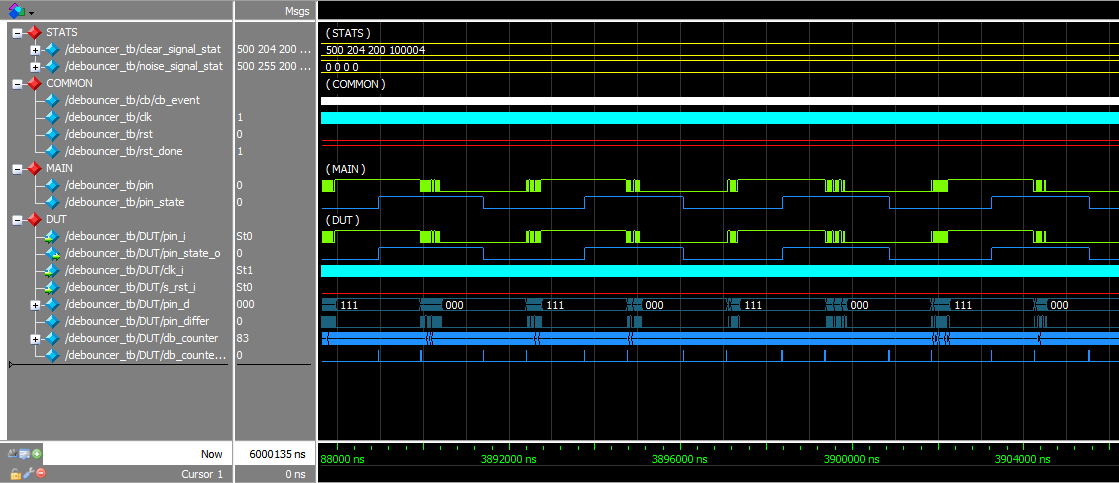 Msgs
STATS
(STATS)
/debouncer_tb/clear_signal_stat 500 204 200 ... 500 204 200 100004
/debouncer_tb/noise_signal_stat 500 255 200 ... 0 0 0 0
COMMON (COMMON)
/debouncer_tb/cb/cb_event
/debouncer_tb/clk 1
/debouncer_tb/rst 0
/debouncer_tb/rst_done 1
MAIN (MAIN)
/debouncer_tb/pin 0
/debouncer_tb/pin_state 0
DUT (DUT)
/debouncer_tb/DUT/pin_i St0
/debouncer_tb/DUT/pin_state_o 0
/debouncer_tb/DUT/clk_i St1
/debouncer_tb/DUT/s_rst_i St0
/debouncer_tb/DUT/pin_d 000 111 000 111 000 111 000 111 000
/debouncer_tb/DUT/pin_differ 0
/debouncer_tb/DUT/db_counter 83
/debouncer_tb/DUT/db_counte... 0
Now 6000135 ns
88000 ns 3892000 ns 3896000 ns 3900000 ns 3904000 ns
Cursor 1 0 ns